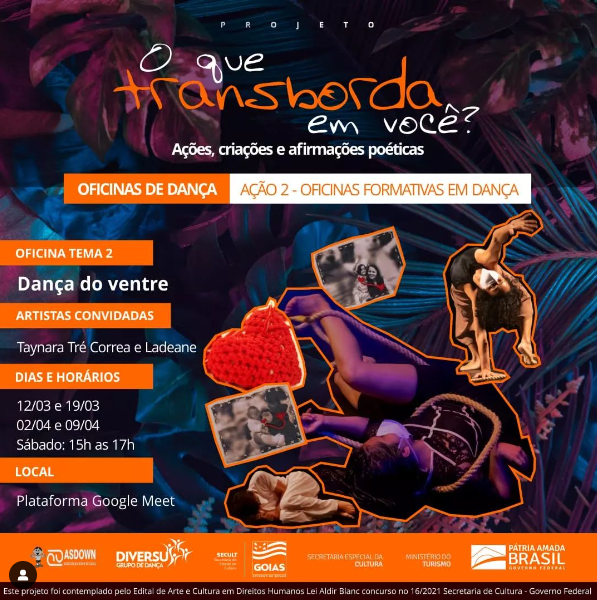 PROJETO
O que
transborda
em você?
Ações, criações e afirmações poéticas
OFICINAS DE DANÇA
AÇÃO 2 - OFICINAS FORMATIVAS EM DANÇA
OFICINA TEMA 2
Dança do ventre
ARTISTAS CONVIDADAS
Taynara Tré Correa e Ladeane
DIAS E HORÁRIOS
12/03 e 19/03
02/04 e 09/04
Sábado: 15h as 17h
LOCAL
Plataforma Google Meet
ASDOWN
DIVERSUS
GRUPO DE DANÇA
SECULT
GOIÁS
SECRETARIA ESPECIAL DA
CULTURA
MINISTÉRIO DO
TURISMO
PÁTRIA AMADA
BRASIL
GOVERNO FEDERAL
Este projeto foi contemplado pelo Edital de Arte e Cultura em Direitos Humanos Lei Aldir Blanc concurso no 16/2021 Secretaria de Cultura - Governo Federal